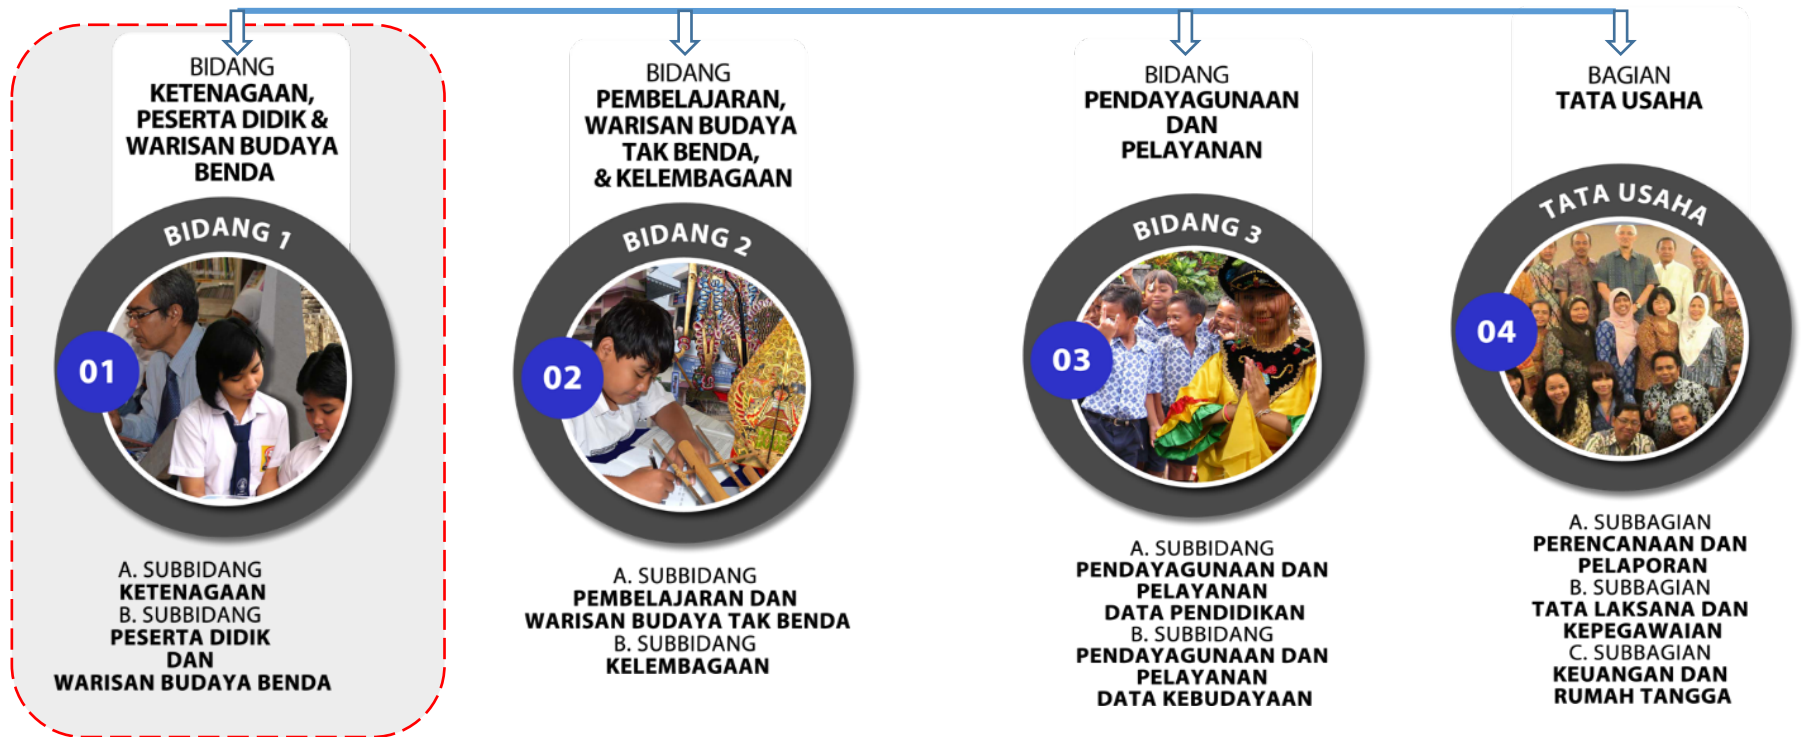 BIDANG
KETENAGAAN,
PESERTA DIDIK &
WARISAN BUDAYA
BENDA
BIDANG 1
01
A. SUBBIDANG
KETENAGAAN
B. SUBBIDANG
PESERTA DIDIK
DAN
WARISAN BUDAYA BENDA
BIDANG
PEMBELAJARAN,
WARISAN BUDAYA
TAK BENDA,
& KELEMBAGAAN
BIDANG 2
02
A. SUBBIDANG
PEMBELAJARAN DAN
WARISAN BUDAYA TAK BENDA
B. SUBBIDANG
KELEMBAGAAN
BIDANG
PENDAYAGUNAAN
DAN
PELAYANAN
BIDANG 3
03
A. SUBBIDANG
PENDAYAGUNAAN DAN
PELAYANAN
DATA PENDIDIKAN
B. SUBBIDANG
PENDAYAGUNAAN DAN
PELAYANAN
DATA KEBUDAYAAN
BAGIAN
TATA USAHA
TATA USAHA
04
A. SUBBAGIAN
PERENCANAAN DAN
PELAPORAN
B. SUBBAGIAN
TATA LAKSANA DAN
KEPEGAWAIAN
C. SUBBAGIAN
KEUANGAN DAN
RUMAH TANGGA